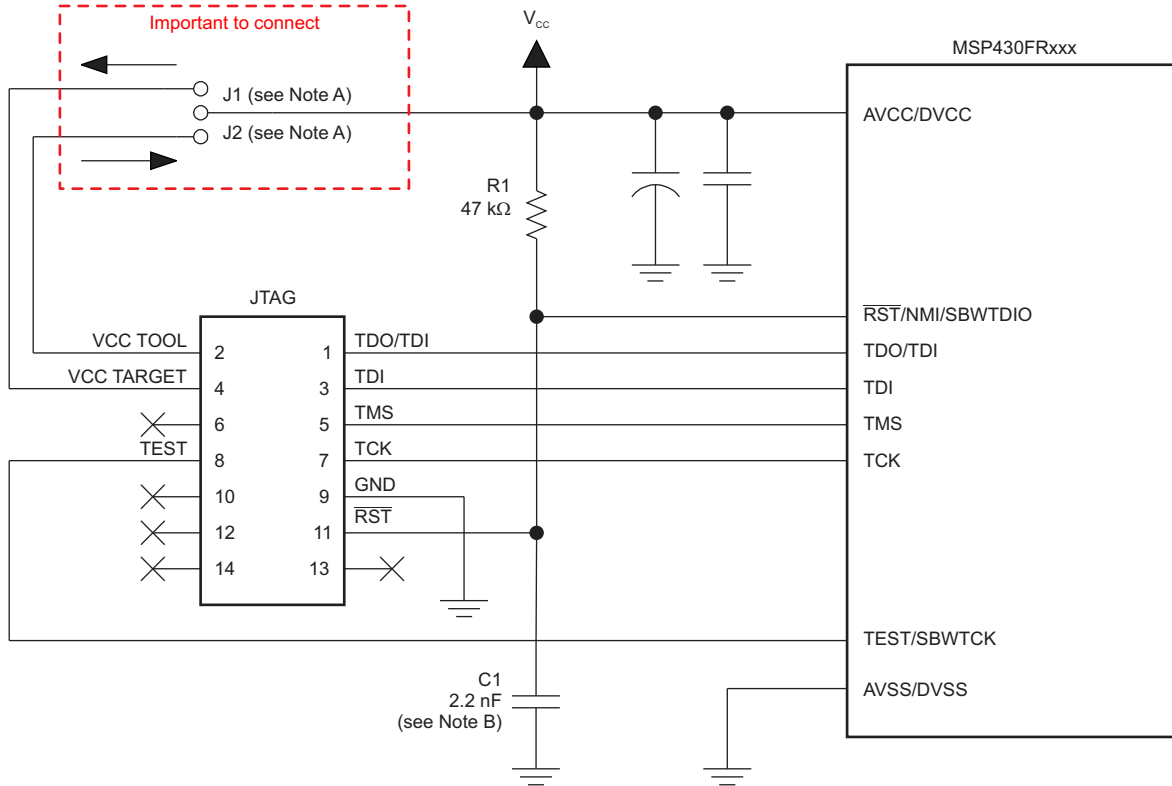 Important to connect
VCC
MSP430FRxxx
J1 (see Note A)
J2 (see Note A)
AVCC/DVCC
R1
47 kΩ
JTAG
RST/NMI/SBWTDIO
VCC TOOL
2
1
TDO/TDI
TDO/TDI
VCC TARGET
4
3
TDI
TDI
6
5
TMS
TMS
TEST
8
7
TCK
TCK
10
9
GND
12
11
RST
14
13
TEST/SBWTCK
C1
2.2 nF
(see Note B)
AVSS/DVSS